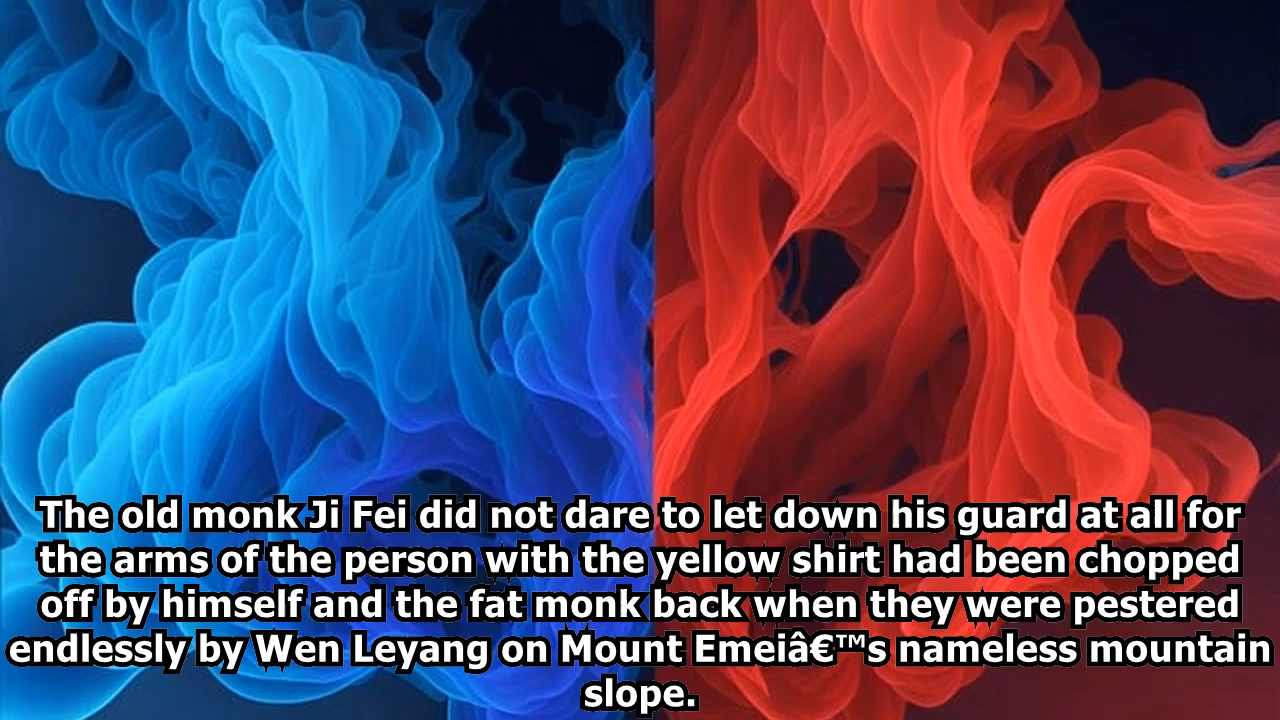 The old monk Ji Fei did not dare to let down his guard at all for
the arms of the person with the yellow shirt had been chopped
off by himself and the fat monk back when they were pestered
endlessly by Wen Leyang on Mount Emeiâ€™s nameless mountain
slope.